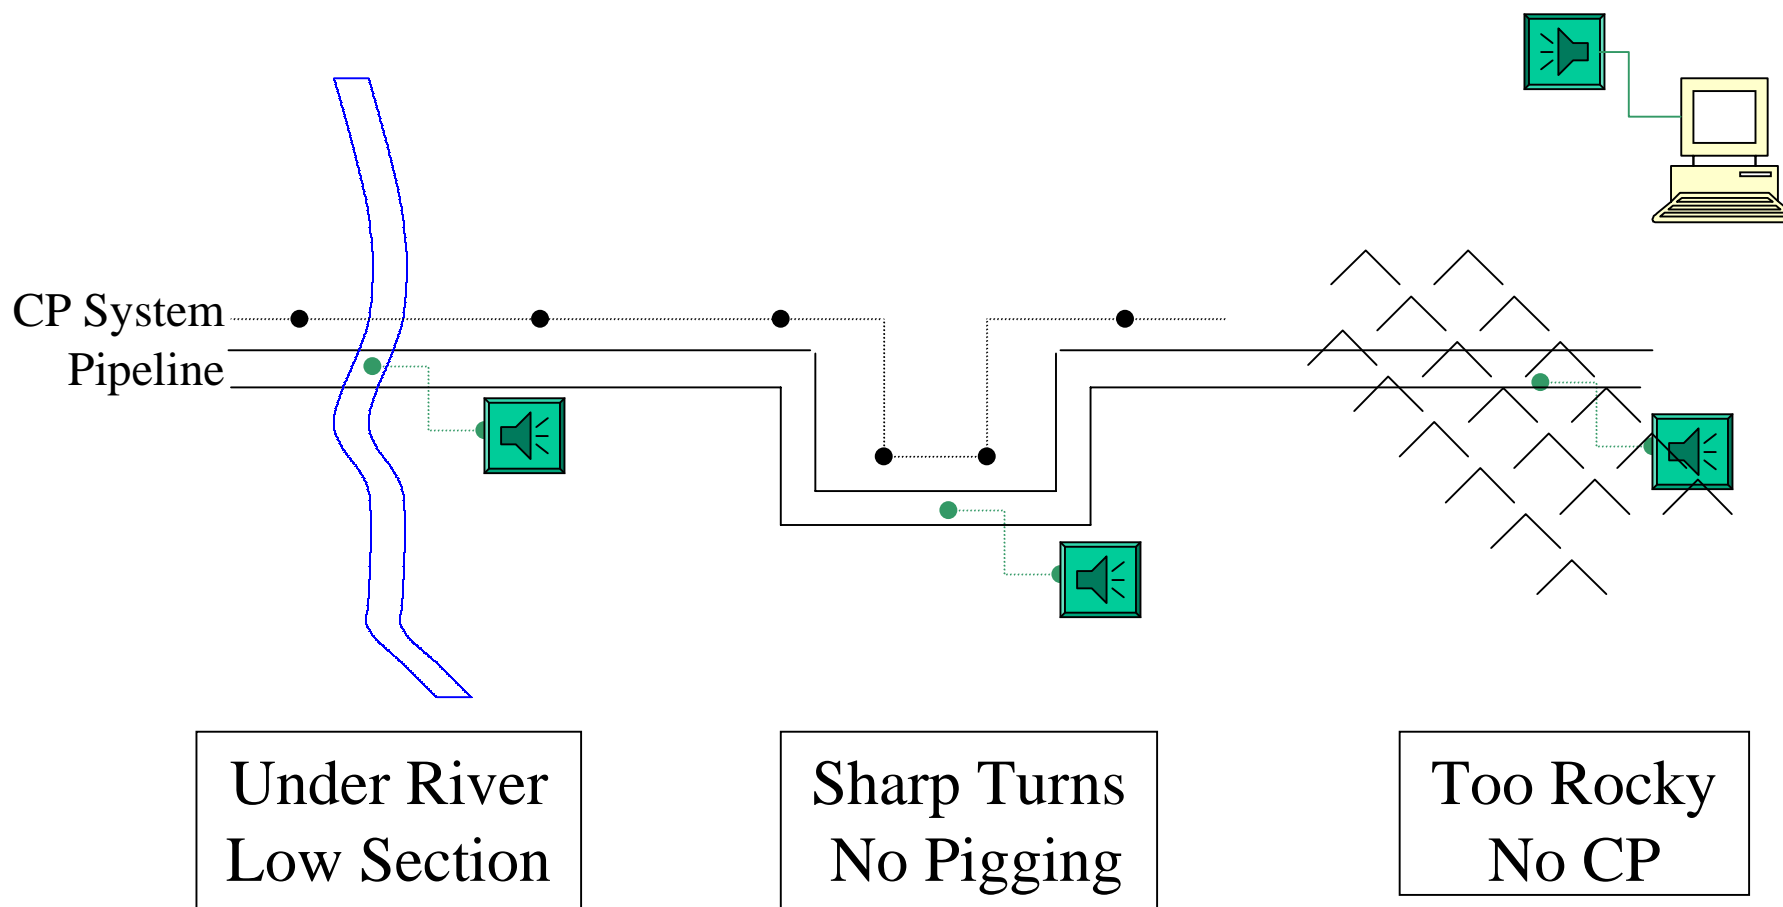 CP System
Pipeline
Under River
Low Section
Sharp Turns
No Pigging
Too Rocky
No CP